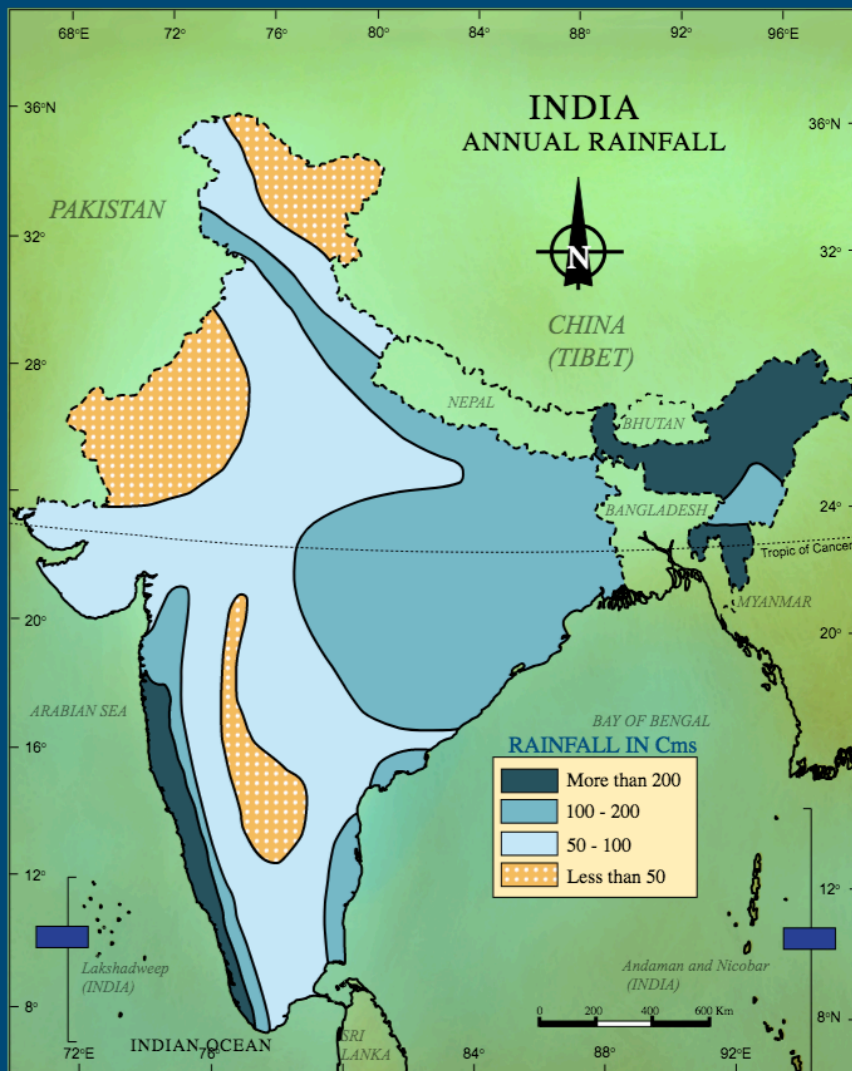 68°E
72°
76°
80°
88°
92°
96°E
36°N
INDIA
ANNUAL RAINFALL
36°N
PAKISTAN
32°
N
32°
CHINA
(TIBET)
28°
28°
NEPAL
BHUTAN
BANGLADESH
24°
24°
Tropic of Cancer
MYANMAR
20°
20°
ARABIAN SEA
BAY OF BENGAL
16°
RAINFALL IN Cms
16°
More than 200
100 - 200
50 - 100
Less than 50
12°
12°
Lakshadweep
(INDIA)
Andaman and Nicobar
(INDIA)
8°
0 200 400 600 Km
8°N
INDIAN OCEAN
SRI
LANKA
72°E
76°
84°
88°
92°E